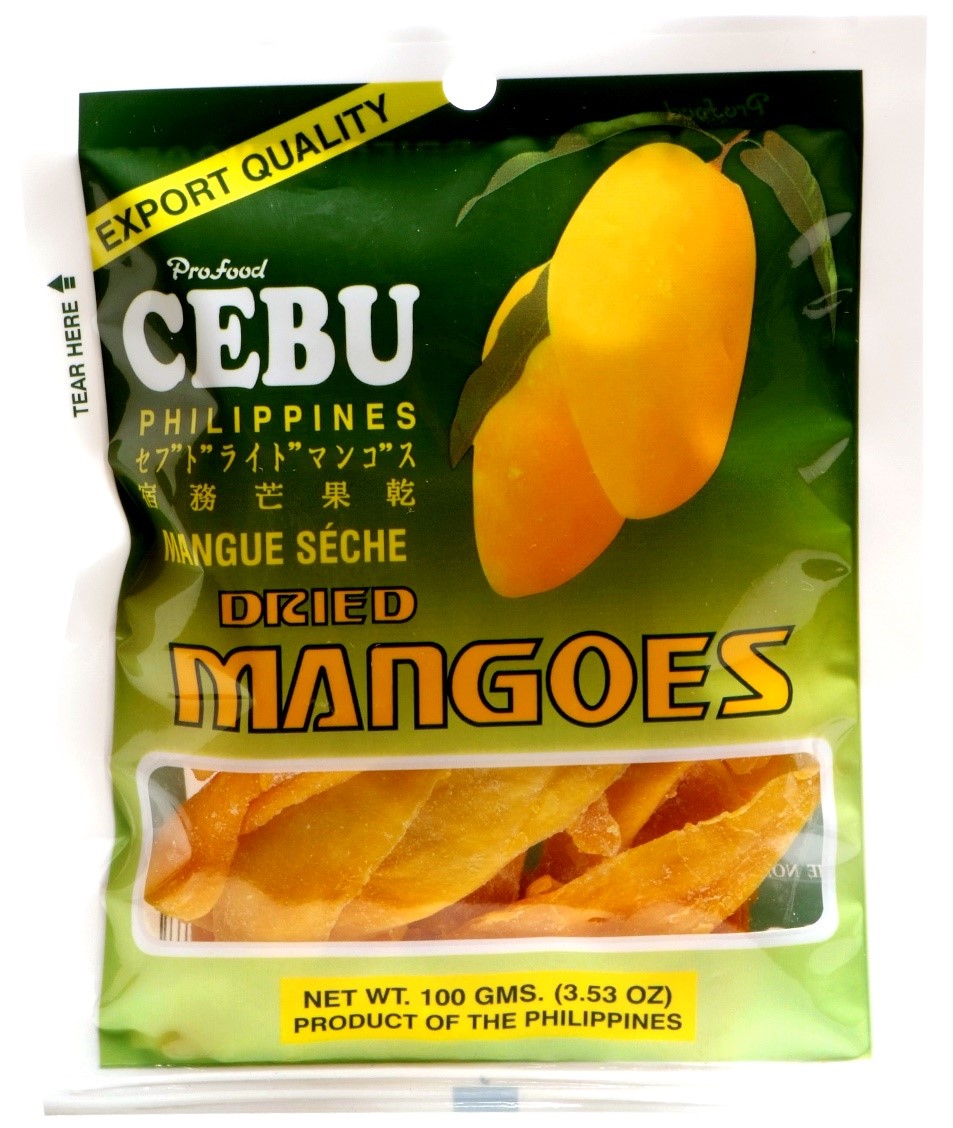 EXPORT QUALITY
Profood
CEBU
TEAR HERE
PHILIPPINES
セブドライドマンゴス
宿務芒果乾
MANGUE SÉCHE
DRIED
MANGOES
NET WT. 100 GMS. (3.53 OZ)
PRODUCT OF THE PHILIPPINES